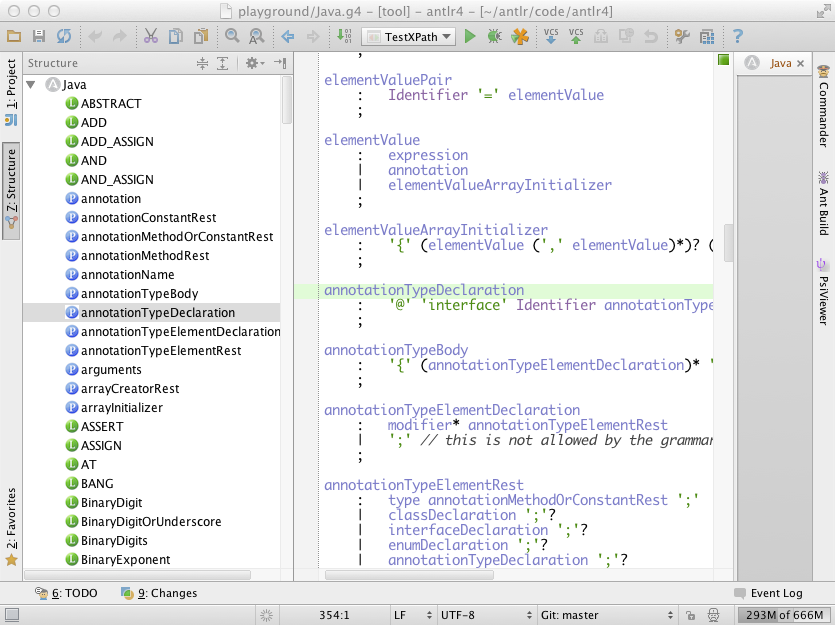 playground/Java.g4 – [tool] – antlr4 – [~/antlr/code/antlr4]
TestXPath
VCS
VCS
1: Project
Z: Structure
2: Favorites
Structure
Java
ABSTRACT
ADD
ADD_ASSIGN
AND
AND_ASSIGN
annotation
annotationConstantRest
annotationMethodOrConstantRest
annotationMethodRest
annotationName
annotationTypeBody
annotationTypeDeclaration
annotationTypeElementDeclaration
annotationTypeElementRest
arguments
arrayCreatorRest
arrayInitializer
ASSERT
ASSIGN
AT
BANG
BinaryDigit
BinaryDigitOrUnderscore
BinaryDigits
BinaryExponent
;
elementValuePair
: Identifier '=' elementValue
;
elementValue
: expression
| annotation
| elementValueArrayInitializer
;
elementValueArrayInitializer
: '{' (elementValue (',' elementValue)*)? (
;
annotationTypeDeclaration
: '@' 'interface' Identifier annotationType
;
annotationTypeBody
: '{' (annotationTypeElementDeclaration)* '
;
annotationTypeElementDeclaration
: modifier* annotationTypeElementRest
| ';' // this is not allowed by the grammar
;
annotationTypeElementRest
: type annotationMethodOrConstantRest ';'
| classDeclaration ';'?
| interfaceDeclaration ';'?
| enumDeclaration ';'?
| annotationTypeDeclaration ';'?
Java
Commander
Ant Build
PsiViewer
6: TODO
9: Changes
Event Log
354:1
LF
UTF-8
Git: master
293M of 666M